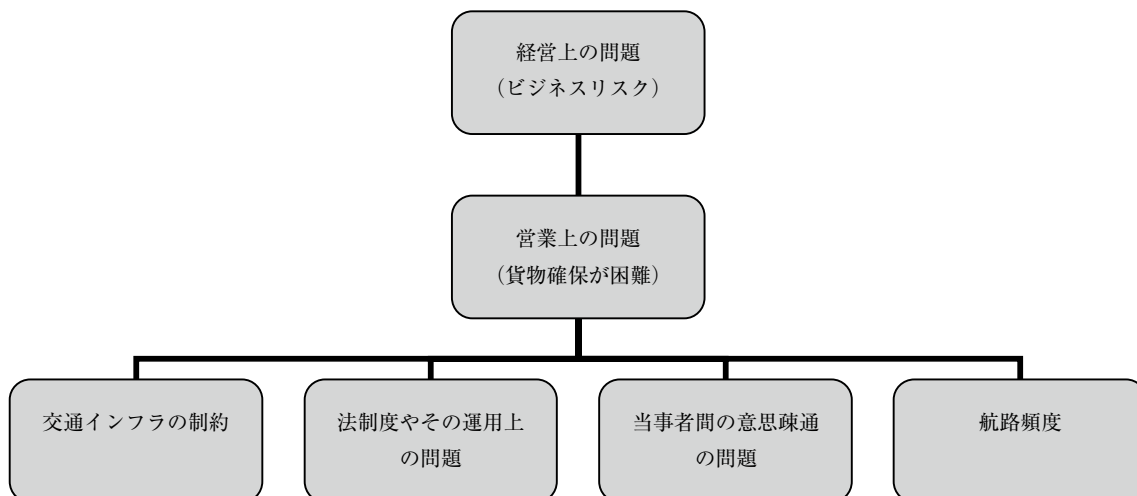 経営上の問題
(ビジネスリスク)
営業上の問題
(貨物確保が困難)
交通インフラの制約
法制度やその運用上
の問題
当事者間の意思疎通
の問題
航路頻度